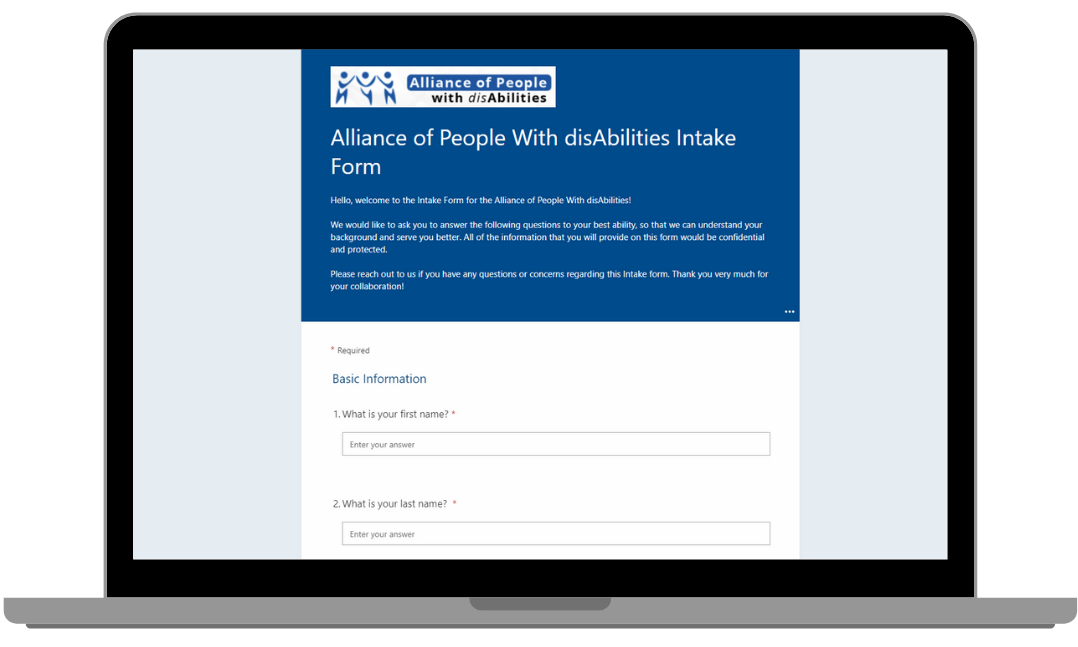 Alliance of People
with disAbilities
Alliance of People With disAbilities Intake
Form
Hello, welcome to the Intake Form for the Alliance of People With disAbilities!
We would like to ask you to answer the following questions to your best ability, so that we can understand your
background and serve you better. All of the information that you will provide on this form would be confidential
and protected.
Please reach out to us if you have any questions or concerns regarding this Intake form. Thank you very much for
your collaboration!
...
* Required
Basic Information
1. What is your first name? *
Enter your answer
2. What is your last name? *
Enter your answer